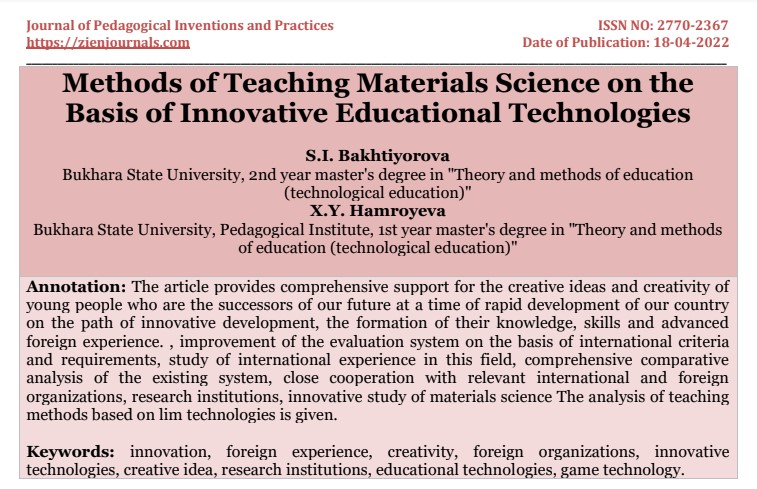 Journal of Pedagogical Inventions and Practices
ISSN NO: 2770-2367
https://zienjournals.com
Date of Publication: 18-04-2022
Methods of Teaching Materials Science on the
Basis of Innovative Educational Technologies
S.I. Bakhtiyorova
Bukhara State University, 2nd year master's degree in "Theory and methods of education
(technological education)"
X.Y. Hamroyeva
Bukhara State University, Pedagogical Institute, 1st year master's degree in "Theory and methods
of education (technological education)"
Annotation: The article provides comprehensive support for the creative ideas and creativity of
young people who are the successors of our future at a time of rapid development of our country
on the path of innovative development, the formation of their knowledge, skills and advanced
foreign experience. , improvement of the evaluation system on the basis of international criteria
and requirements, study of international experience in this field, comprehensive comparative
analysis of the existing system, close cooperation with relevant international and foreign
organizations, research institutions, innovative study of materials science The analysis of teaching
methods based on lim technologies is given.
Keywords: innovation, foreign experience, creativity, foreign organizations, innovative
technologies, creative idea, research institutions, educational technologies, game technology.